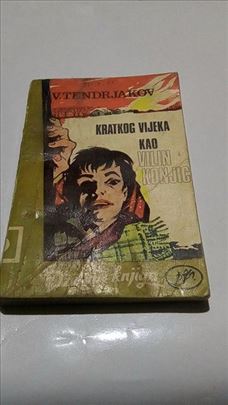 V. TENDRJAKOV
KRATKOG VIJEKA
KAO
VILIN
KONJIC